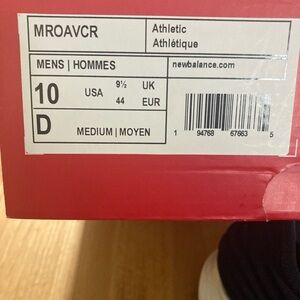 MROAVCR
Athletic
Athlétique
MENS | HOMMES
newbalance.com
10 USA 9½ UK
44 EUR
D MEDIUM | MOYEN
1 94768 67663 5